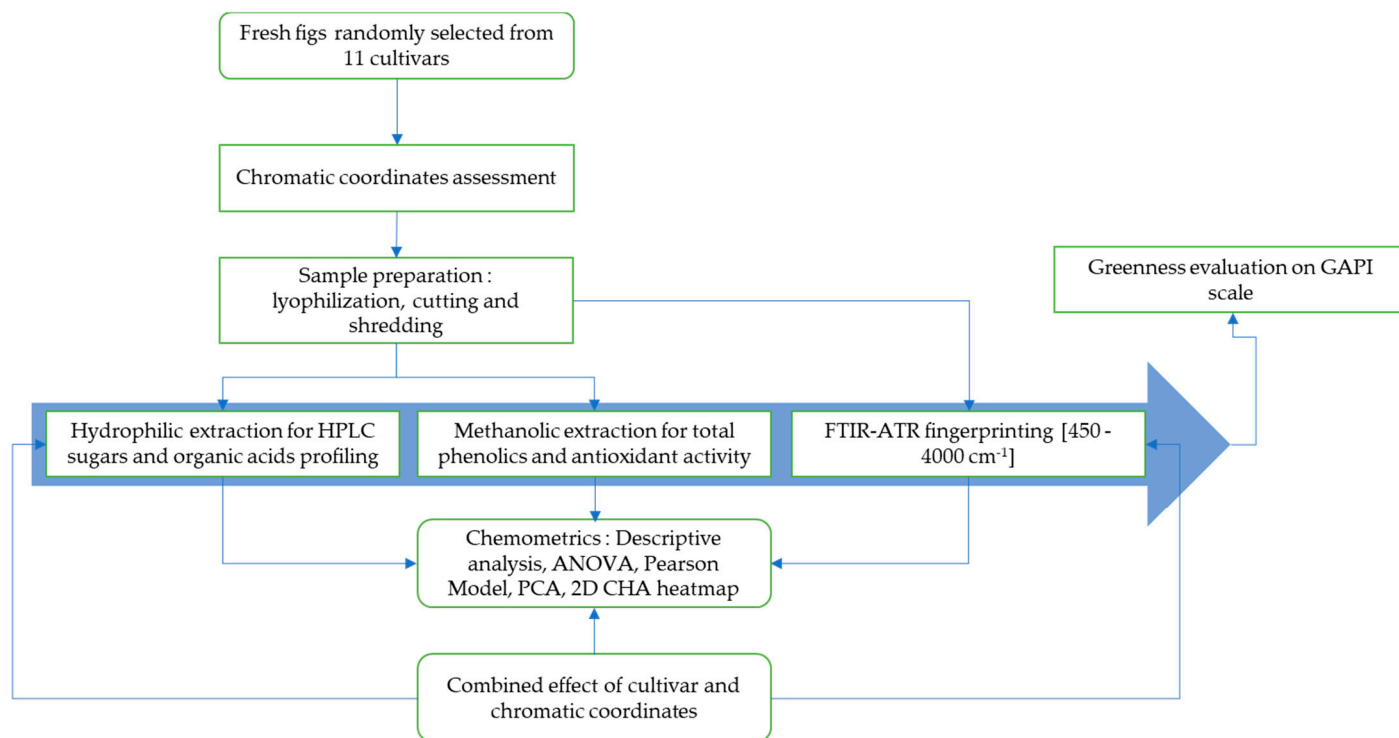 Fresh figs randomly selected from
11 cultivars
Chromatic coordinates assessment
Sample preparation :
lyophilization, cutting and
shredding
Greenness evaluation on GAPI
scale
Hydrophilic extraction for HPLC
sugars and organic acids profiling
Methanolic extraction for total
phenolics and antioxidant activity
FTIR-ATR fingerprinting [450 -
4000 cm⁻¹]
Chemometrics : Descriptive
analysis, ANOVA, Pearson
Model, PCA, 2D CHA heatmap
Combined effect of cultivar and
chromatic coordinates